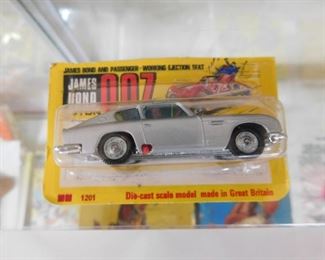 JAMES BOND AND PASSENGER · WORKING EJECTION SEAT
JAMES
BOND
007
1201 Die-cast scale model made in Great Britain